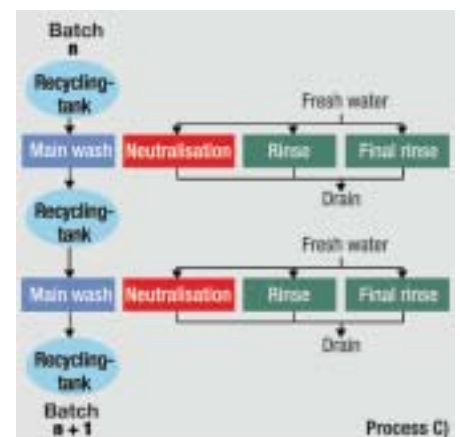 Batch
n
Recycling-
tank
Fresh water
Main wash Neutralisation Rinse Final rinse
Drain
Recycling-
tank
Fresh water
Main wash Neutralisation Rinse Final rinse
Drain
Recycling-
tank
Batch
n + 1
Process C)